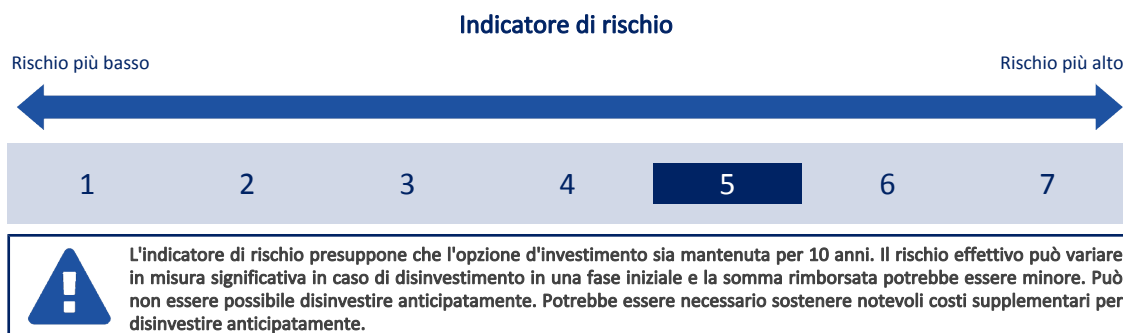 Indicatore di rischio
Rischio più basso
Rischio più alto
1 2 3 4 5 6 7
L'indicatore di rischio presuppone che l'opzione d'investimento sia mantenuta per 10 anni. Il rischio effettivo può variare
in misura significativa in caso di disinvestimento in una fase iniziale e la somma rimborsata potrebbe essere minore. Può
non essere possibile disinvestire anticipatamente. Potrebbe essere necessario sostenere notevoli costi supplementari per
disinvestire anticipatamente.